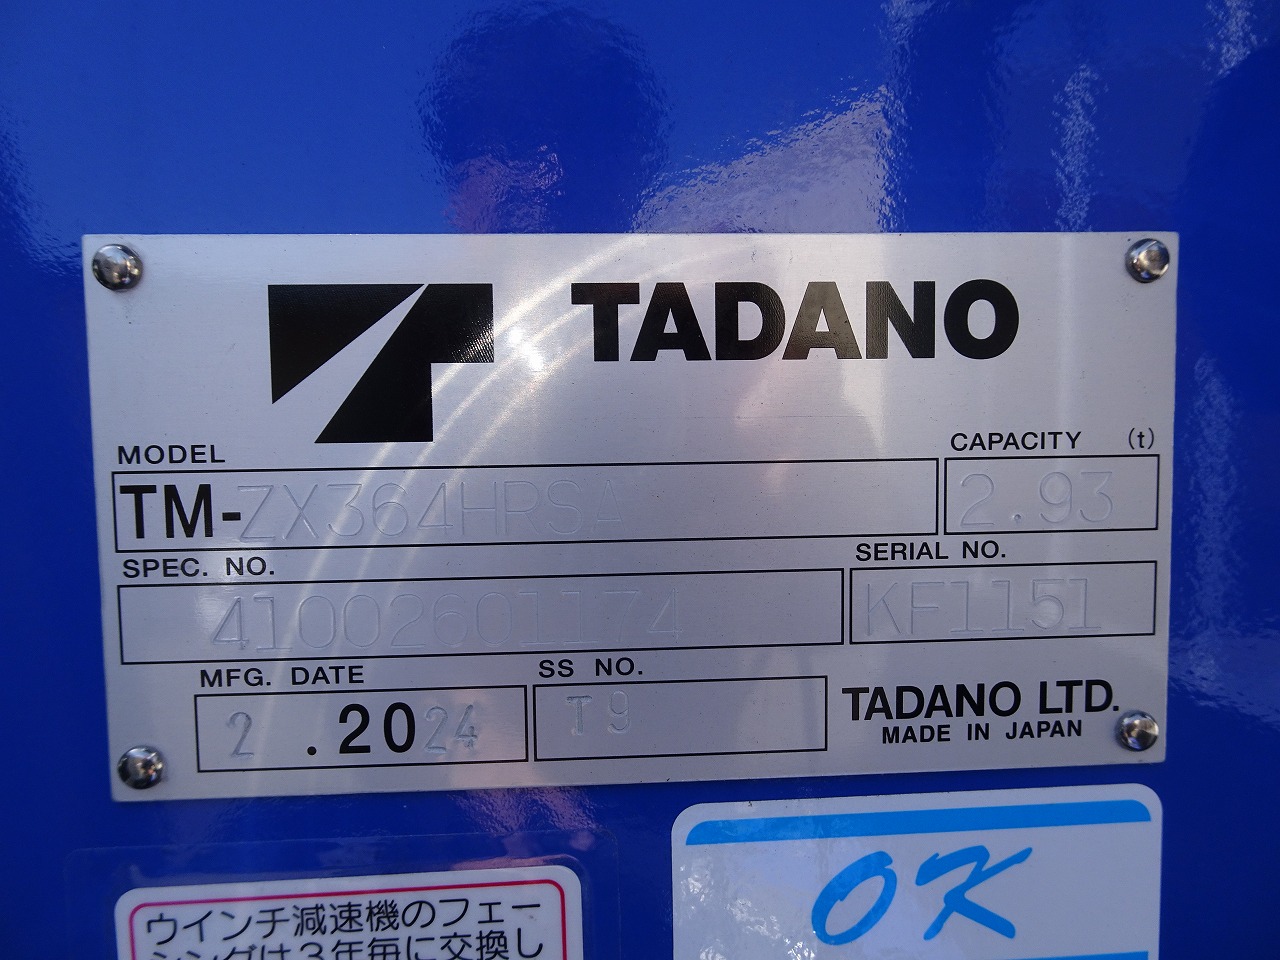 TADANO
MODEL
CAPACITY (t)
TM-ZX364HRSA
2.93
SPEC. NO.
SERIAL NO.
41002601174
KF1151
MFG. DATE
SS NO.
2 .2024
T9
TADANO LTD.
MADE IN JAPAN
OK
ウインチ減速機のフェー
シングは3年毎に交換し